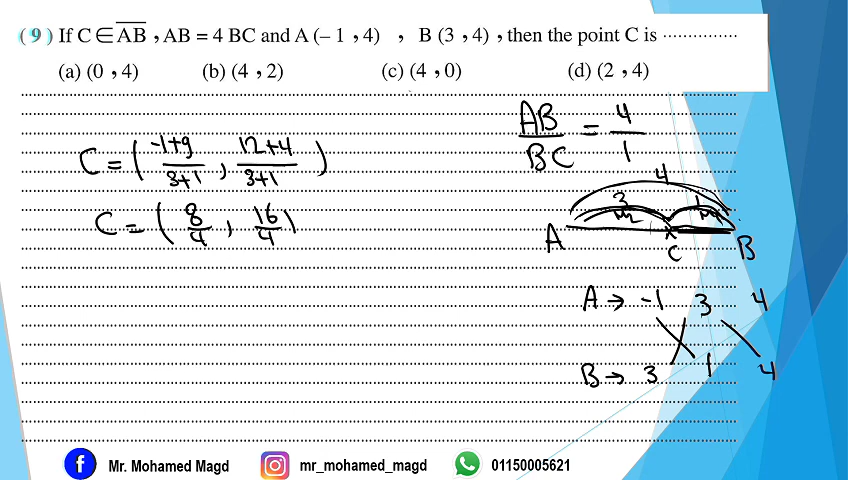 (9) If C ∈ AB̅ , AB = 4 BC and A (– 1 , 4) , B (3 , 4) , then the point C is ···············
(a) (0 , 4) (b) (4 , 2) (c) (4 , 0) (d) (2 , 4)
AB/BC = 4/1
C = ( -1+9/3+1 , 12+4/3+1 )
4
3 1
C = ( 8/4 , 16/4 )
A C B
A → -1 3 4
B → 3 1 4
f Mr. Mohamed Magd mr_mohamed_magd 01150005621